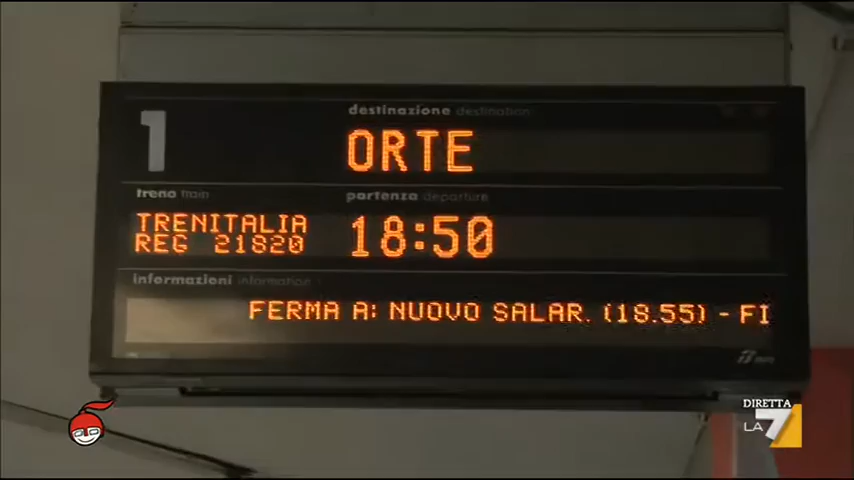 1
destinazione destination
ORTE
treno train
partenza departure
TRENITALIA
REG 21820
18:50
informazioni information
FERMA A: NUOVO SALAR. (18.55) - FI
DIRETTA
LA7